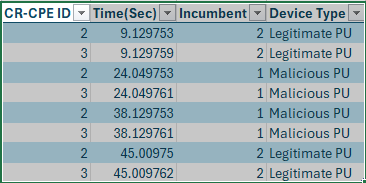 CR-CPE ID Time(Sec) Incumbent Device Type
2 9.129753 2 Legitimate PU
3 9.129759 2 Legitimate PU
2 24.049753 1 Malicious PU
3 24.049761 1 Malicious PU
2 38.129753 1 Malicious PU
3 38.129761 1 Malicious PU
2 45.00975 2 Legitimate PU
3 45.009762 2 Legitimate PU